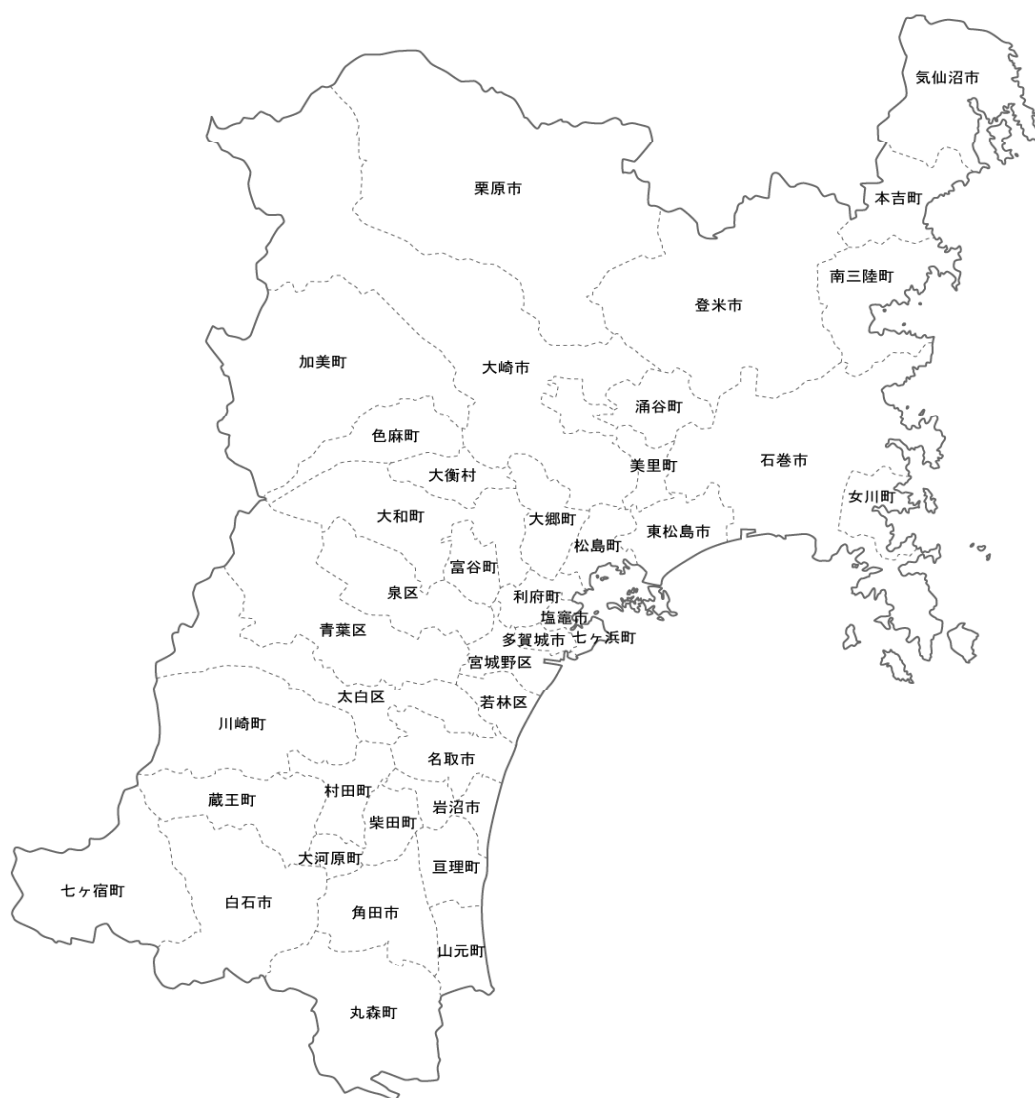 気仙沼市
栗原市
本吉町
南三陸町
登米市
加美町
大崎市
涌谷町
色麻町
石巻市
美里町
大衡村
女川町
大和町
大郷町
東松島市
松島町
富谷町
泉区
利府町
塩竈市
青葉区
多賀城市
七ヶ浜町
宮城野区
太白区
若林区
川崎町
名取市
村田町
蔵王町
岩沼市
柴田町
大河原町
亘理町
七ヶ宿町
白石市
角田市
山元町
丸森町